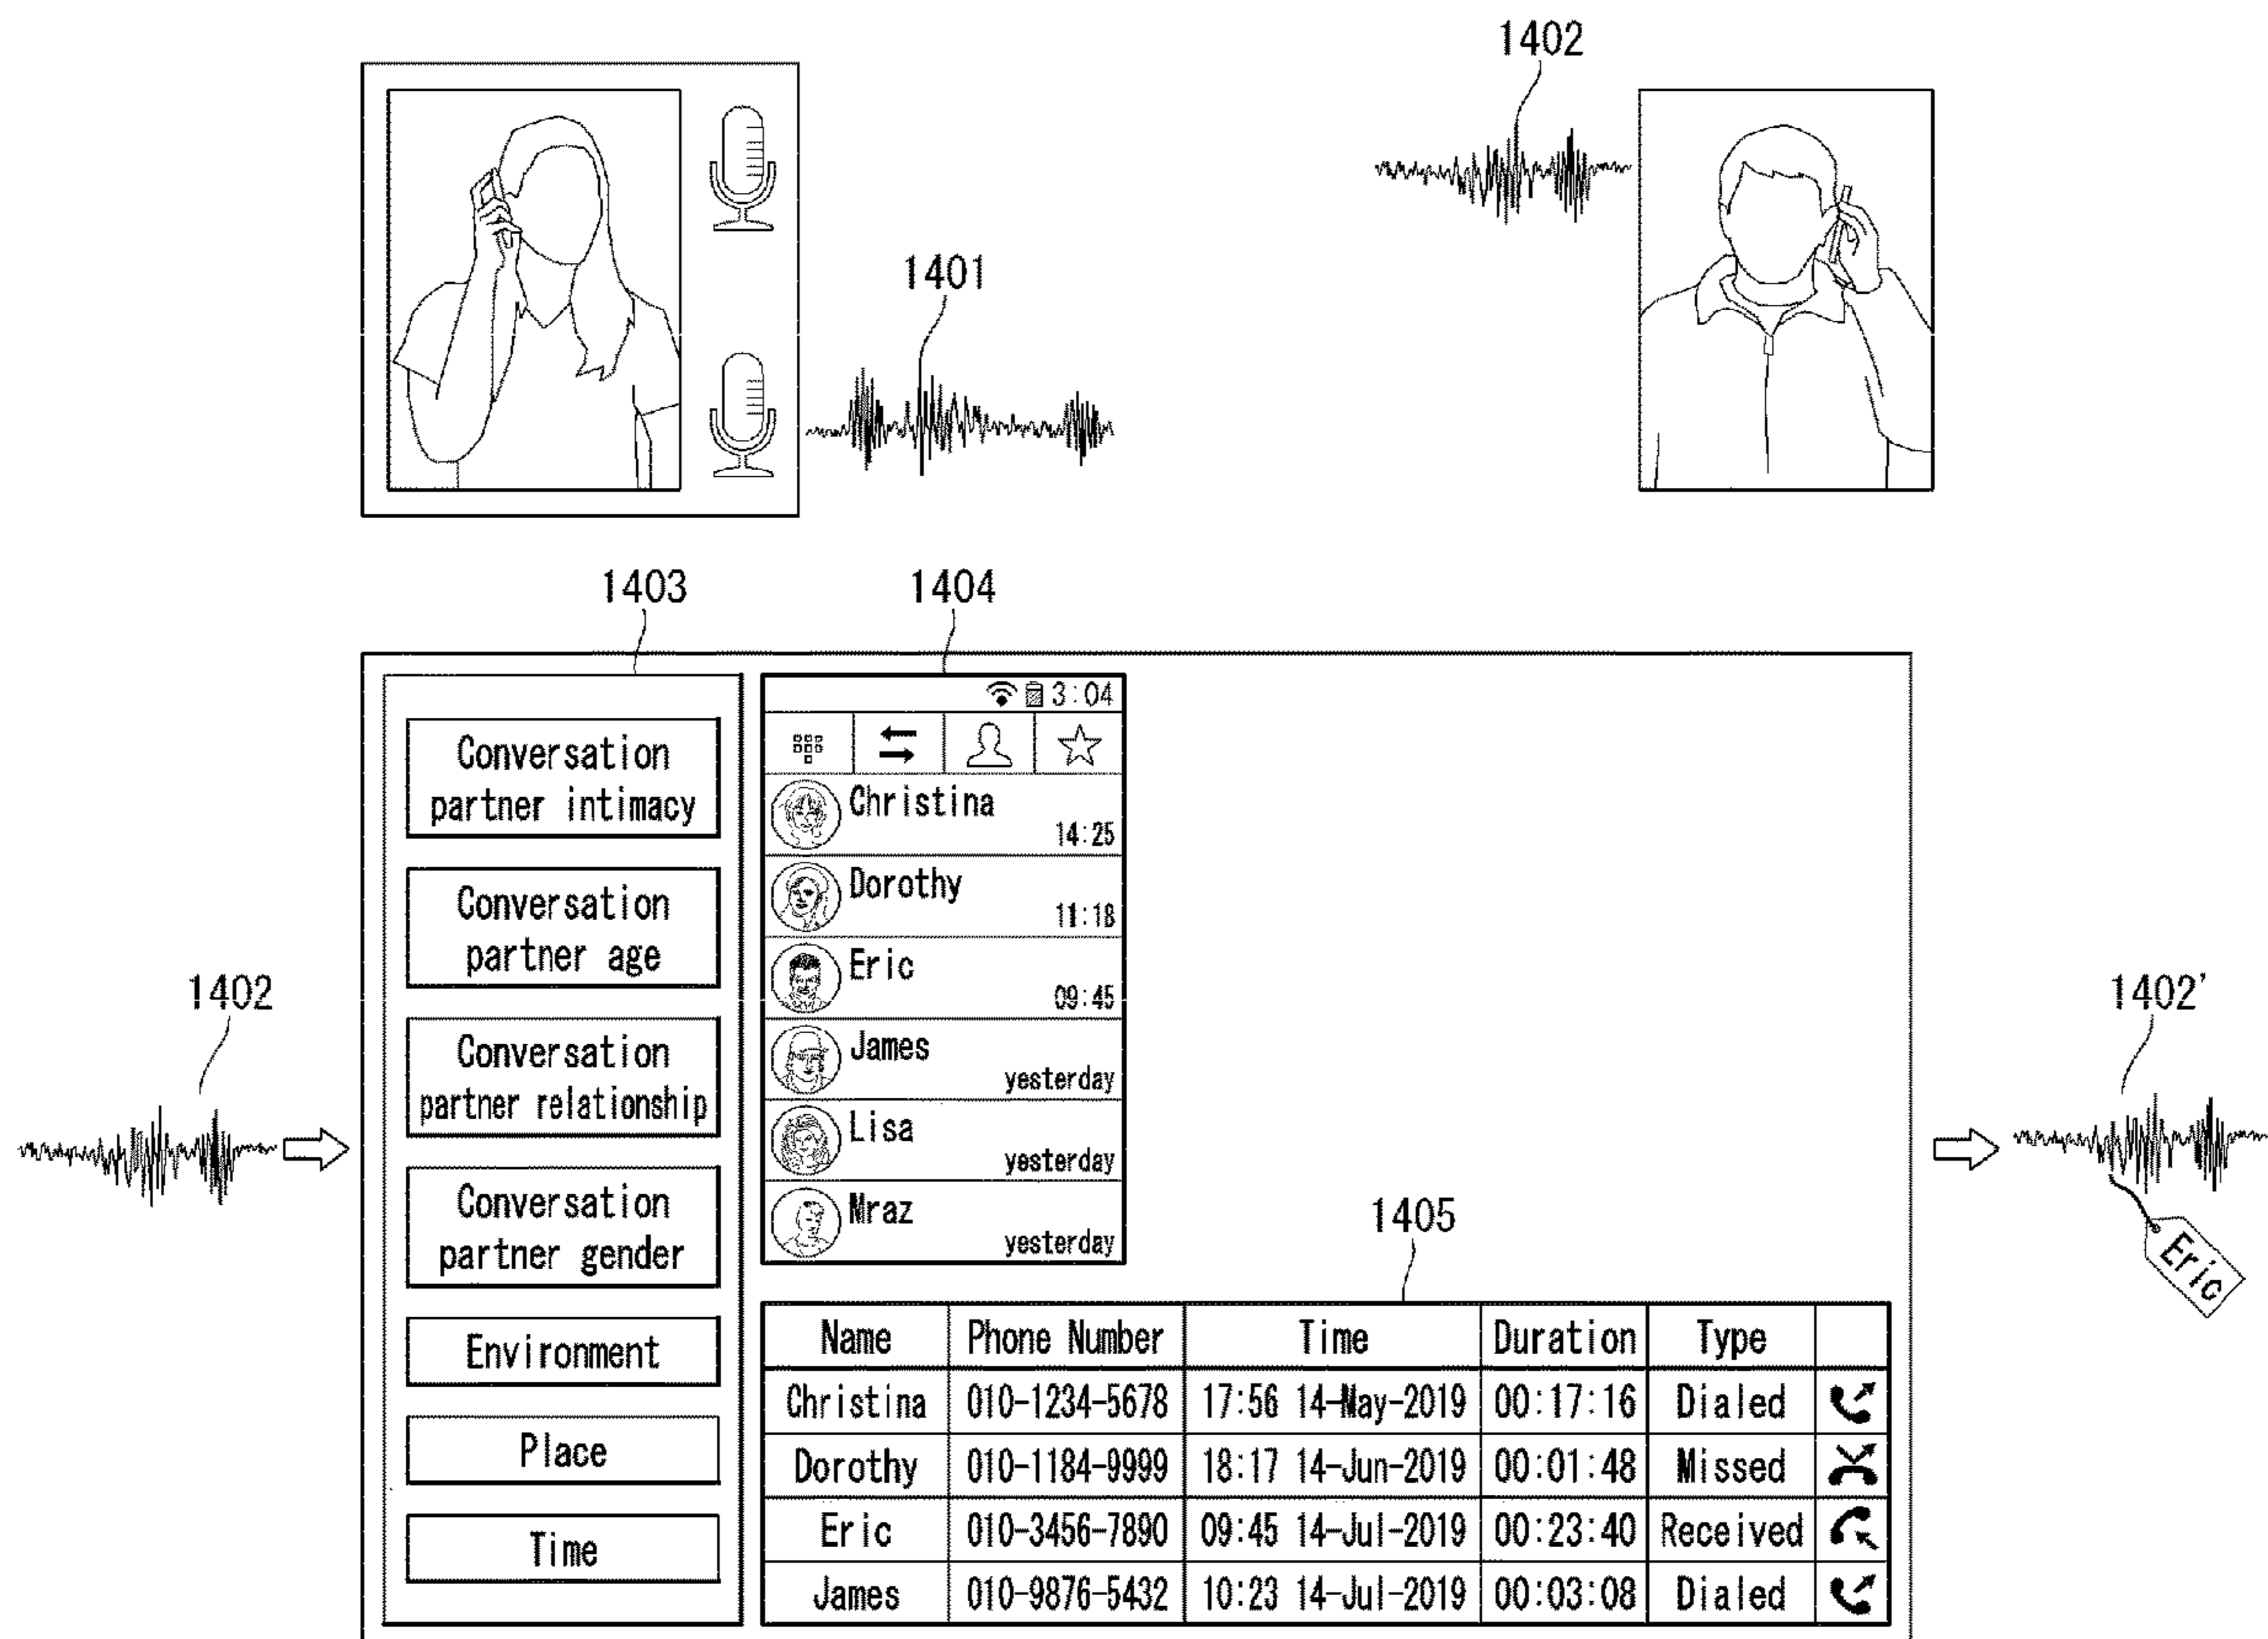 1402
1401
1403
1404
3:04
Conversation
partner intimacy
Conversation
partner age
Conversation
partner relationship
Conversation
partner gender
Environment
Place
Time
Christina
14:25
Dorothy
11:18
Eric
09:45
James
yesterday
Lisa
yesterday
Mraz
yesterday
1402
1402'
Eric
1405
Name Phone Number Time Duration Type
Christina 010-1234-5678 17:56 14-May-2019 00:17:16 Dialed
Dorothy 010-1184-9999 18:17 14-Jun-2019 00:01:48 Missed
Eric 010-3456-7890 09:45 14-Jul-2019 00:23:40 Received
James 010-9876-5432 10:23 14-Jul-2019 00:03:08 Dialed